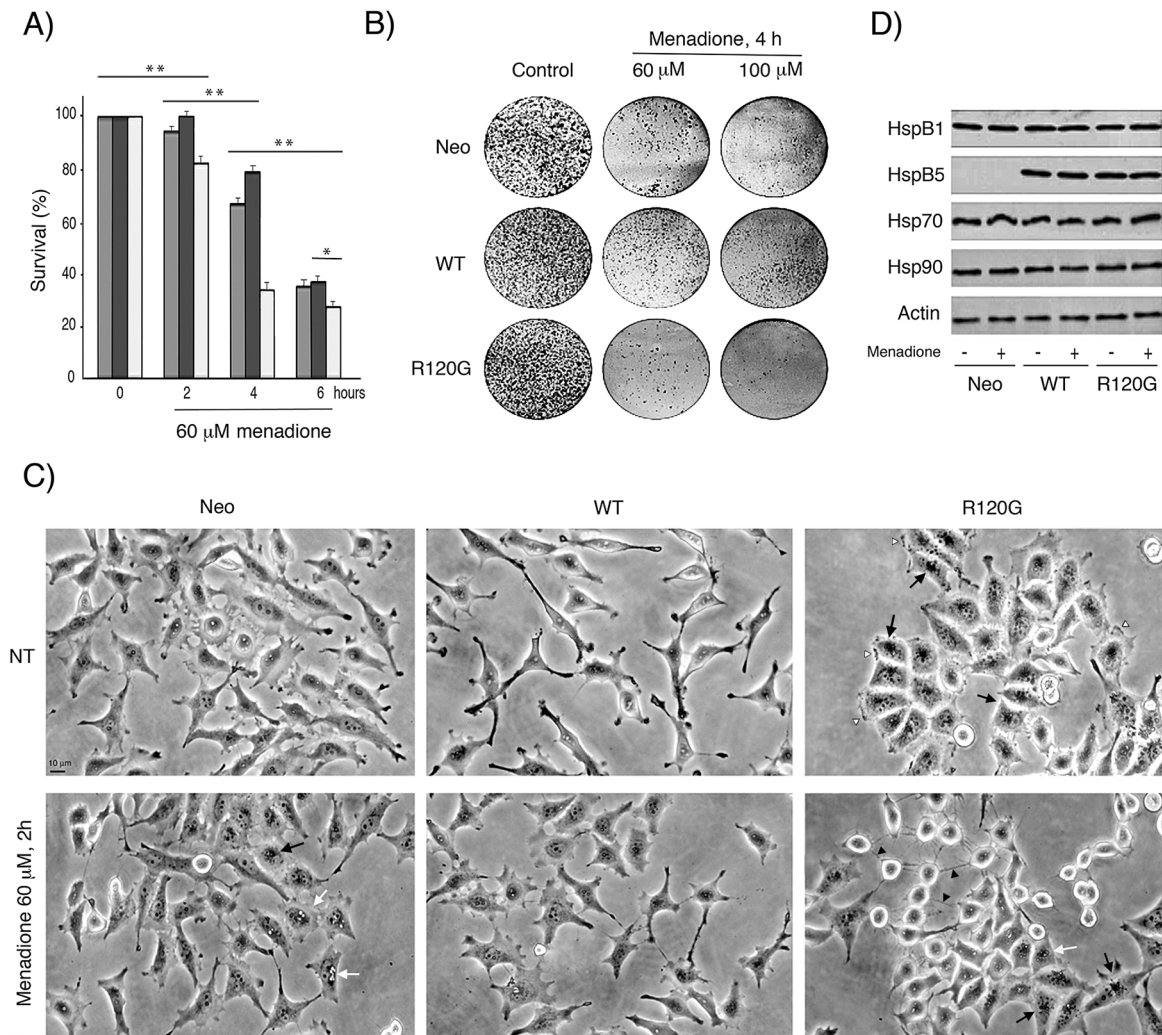 A)
**
**
**
*
Survival (%)
100
80
60
40
20
0
0 2 4 6 hours
60 µM menadione
B)
Menadione, 4 h
Control 60 µM 100 µM
Neo
WT
R120G
D)
HspB1
HspB5
Hsp70
Hsp90
Actin
Menadione - + - + - +
Neo WT R120G
C)
Neo WT R120G
NT
10 µm
Menadione 60 µM, 2h